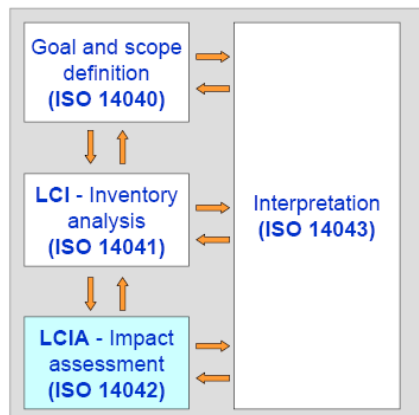 Goal and scope
definition
(ISO 14040)
LCI - Inventory
analysis
(ISO 14041)
Interpretation
(ISO 14043)
LCIA - Impact
assessment
(ISO 14042)